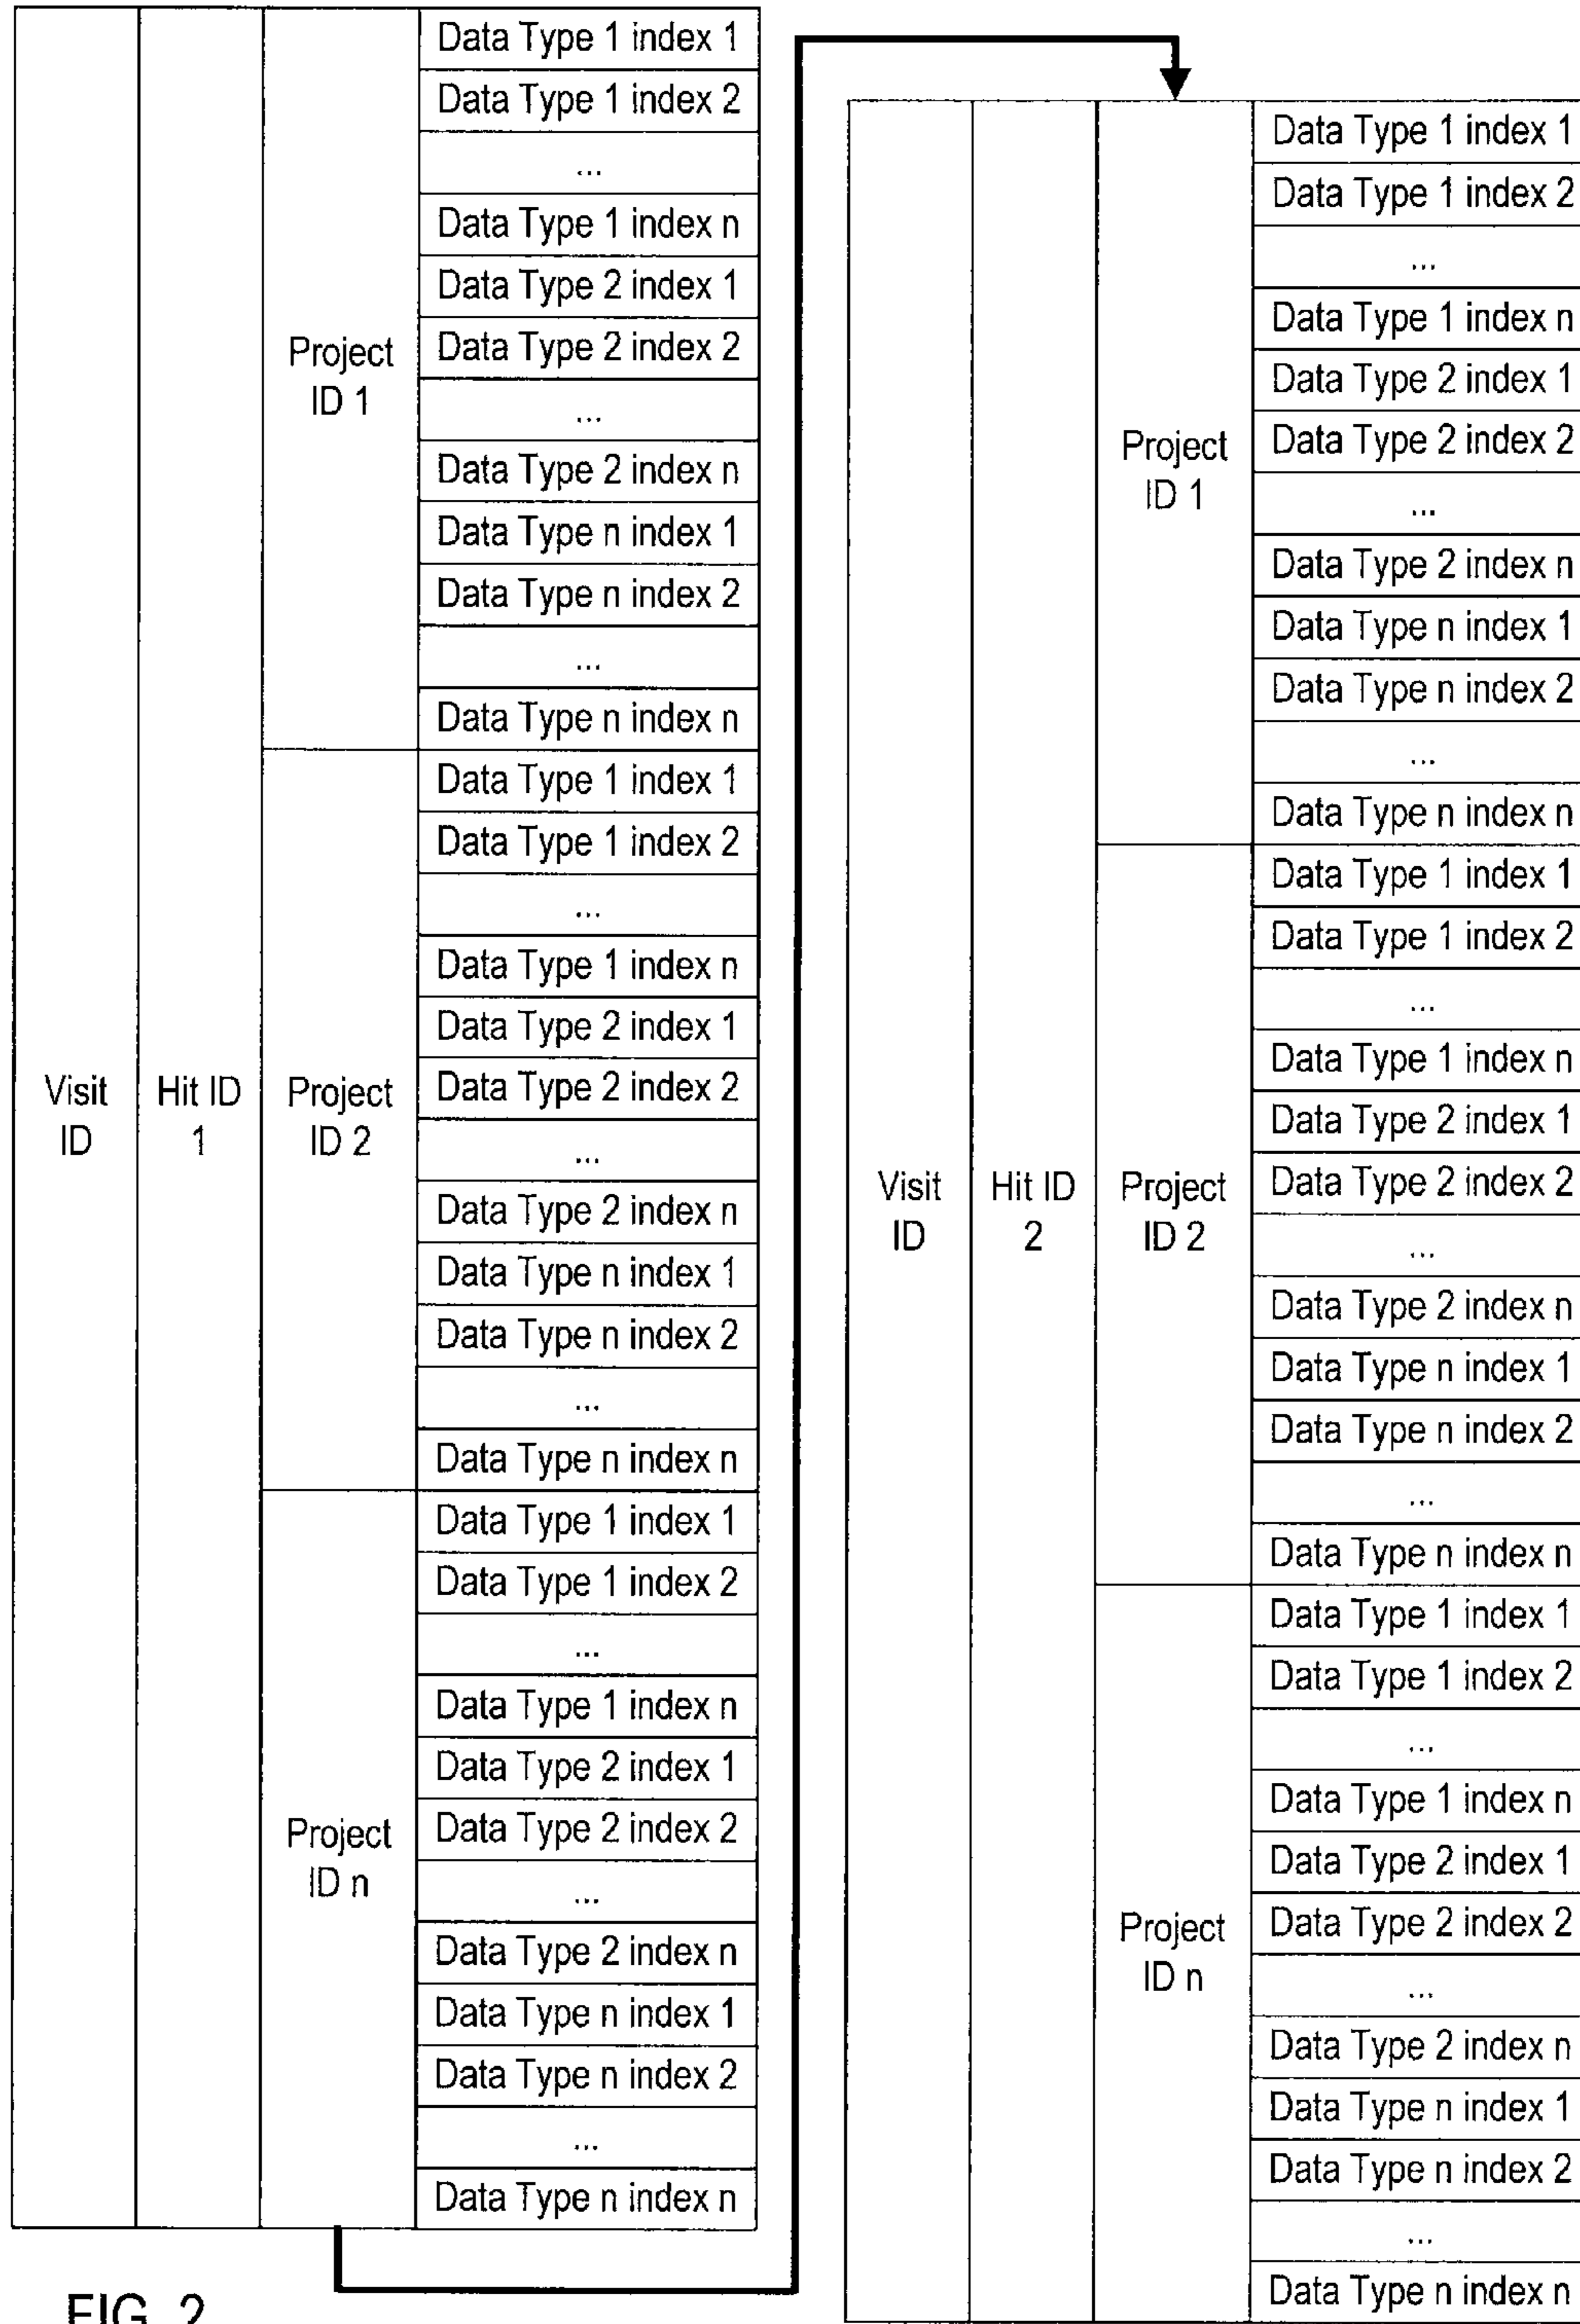 Visit
ID
Hit ID
1
Project
ID 1
Data Type 1 index 1
Data Type 1 index 2
...
Data Type 1 index n
Data Type 2 index 1
Data Type 2 index 2
...
Data Type 2 index n
Data Type n index 1
Data Type n index 2
...
Data Type n index n
Project
ID 2
Data Type 1 index 1
Data Type 1 index 2
...
Data Type 1 index n
Data Type 2 index 1
Data Type 2 index 2
...
Data Type 2 index n
Data Type n index 1
Data Type n index 2
...
Data Type n index n
Project
ID n
Data Type 1 index 1
Data Type 1 index 2
...
Data Type 1 index n
Data Type 2 index 1
Data Type 2 index 2
...
Data Type 2 index n
Data Type n index 1
Data Type n index 2
...
Data Type n index n
Visit
ID
Hit ID
2
Project
ID 1
Data Type 1 index 1
Data Type 1 index 2
...
Data Type 1 index n
Data Type 2 index 1
Data Type 2 index 2
...
Data Type 2 index n
Data Type n index 1
Data Type n index 2
...
Data Type n index n
Project
ID 2
Data Type 1 index 1
Data Type 1 index 2
...
Data Type 1 index n
Data Type 2 index 1
Data Type 2 index 2
...
Data Type 2 index n
Data Type n index 1
Data Type n index 2
...
Data Type n index n
Project
ID n
Data Type 1 index 1
Data Type 1 index 2
...
Data Type 1 index n
Data Type 2 index 1
Data Type 2 index 2
...
Data Type 2 index n
Data Type n index 1
Data Type n index 2
...
Data Type n index n
FIG. 2